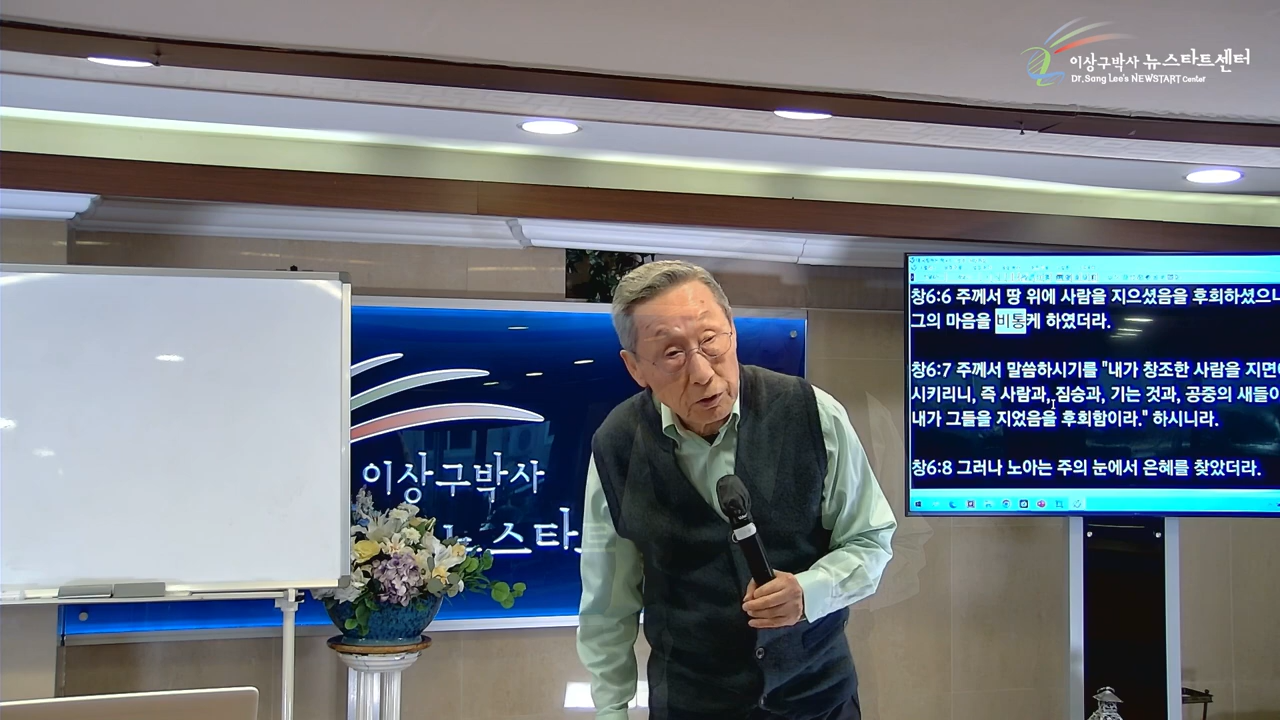 이상구박사 뉴스타트센터
Dr. Sang Lee's NEWSTART Center
창6:6 주께서 땅 위에 사람을 지으셨음을 후회하셨으니
그의 마음을 비통케 하였더라.
창6:7 주께서 말씀하시기를 "내가 창조한 사람을 지면에
시키리니, 즉 사람과, 짐승과, 기는 것과, 공중의 새들이
내가 그들을 지었음을 후회함이라." 하시니라.
창6:8 그러나 노아는 주의 눈에서 은혜를 찾았더라.
이상구박사
뉴스타트